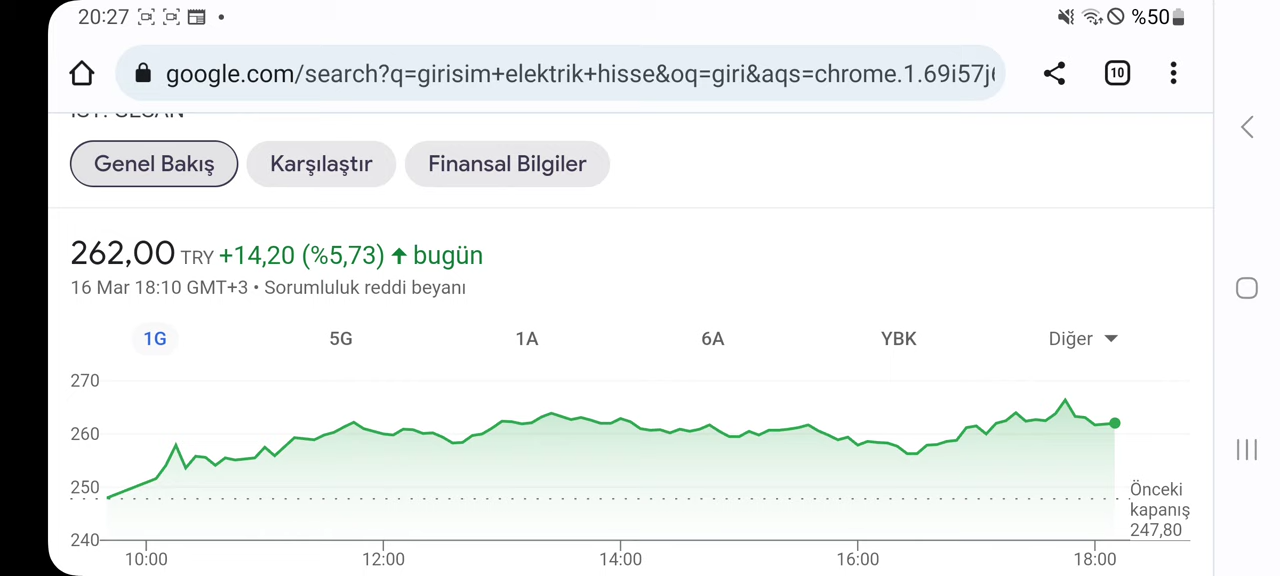 20:27
%50
google.com/search?q=girisim+elektrik+hisse&oq=giri&aqs=chrome.1.69i57j
10
Genel Bakış
Karşılaştır
Finansal Bilgiler
262,00 TRY +14,20 (%5,73) ↑ bugün
16 Mar 18:10 GMT+3 • Sorumluluk reddi beyanı
1G 5G 1A 6A YBK Diğer
270
260
250
240
Önceki
kapanış
247,80
10:00 12:00 14:00 16:00 18:00